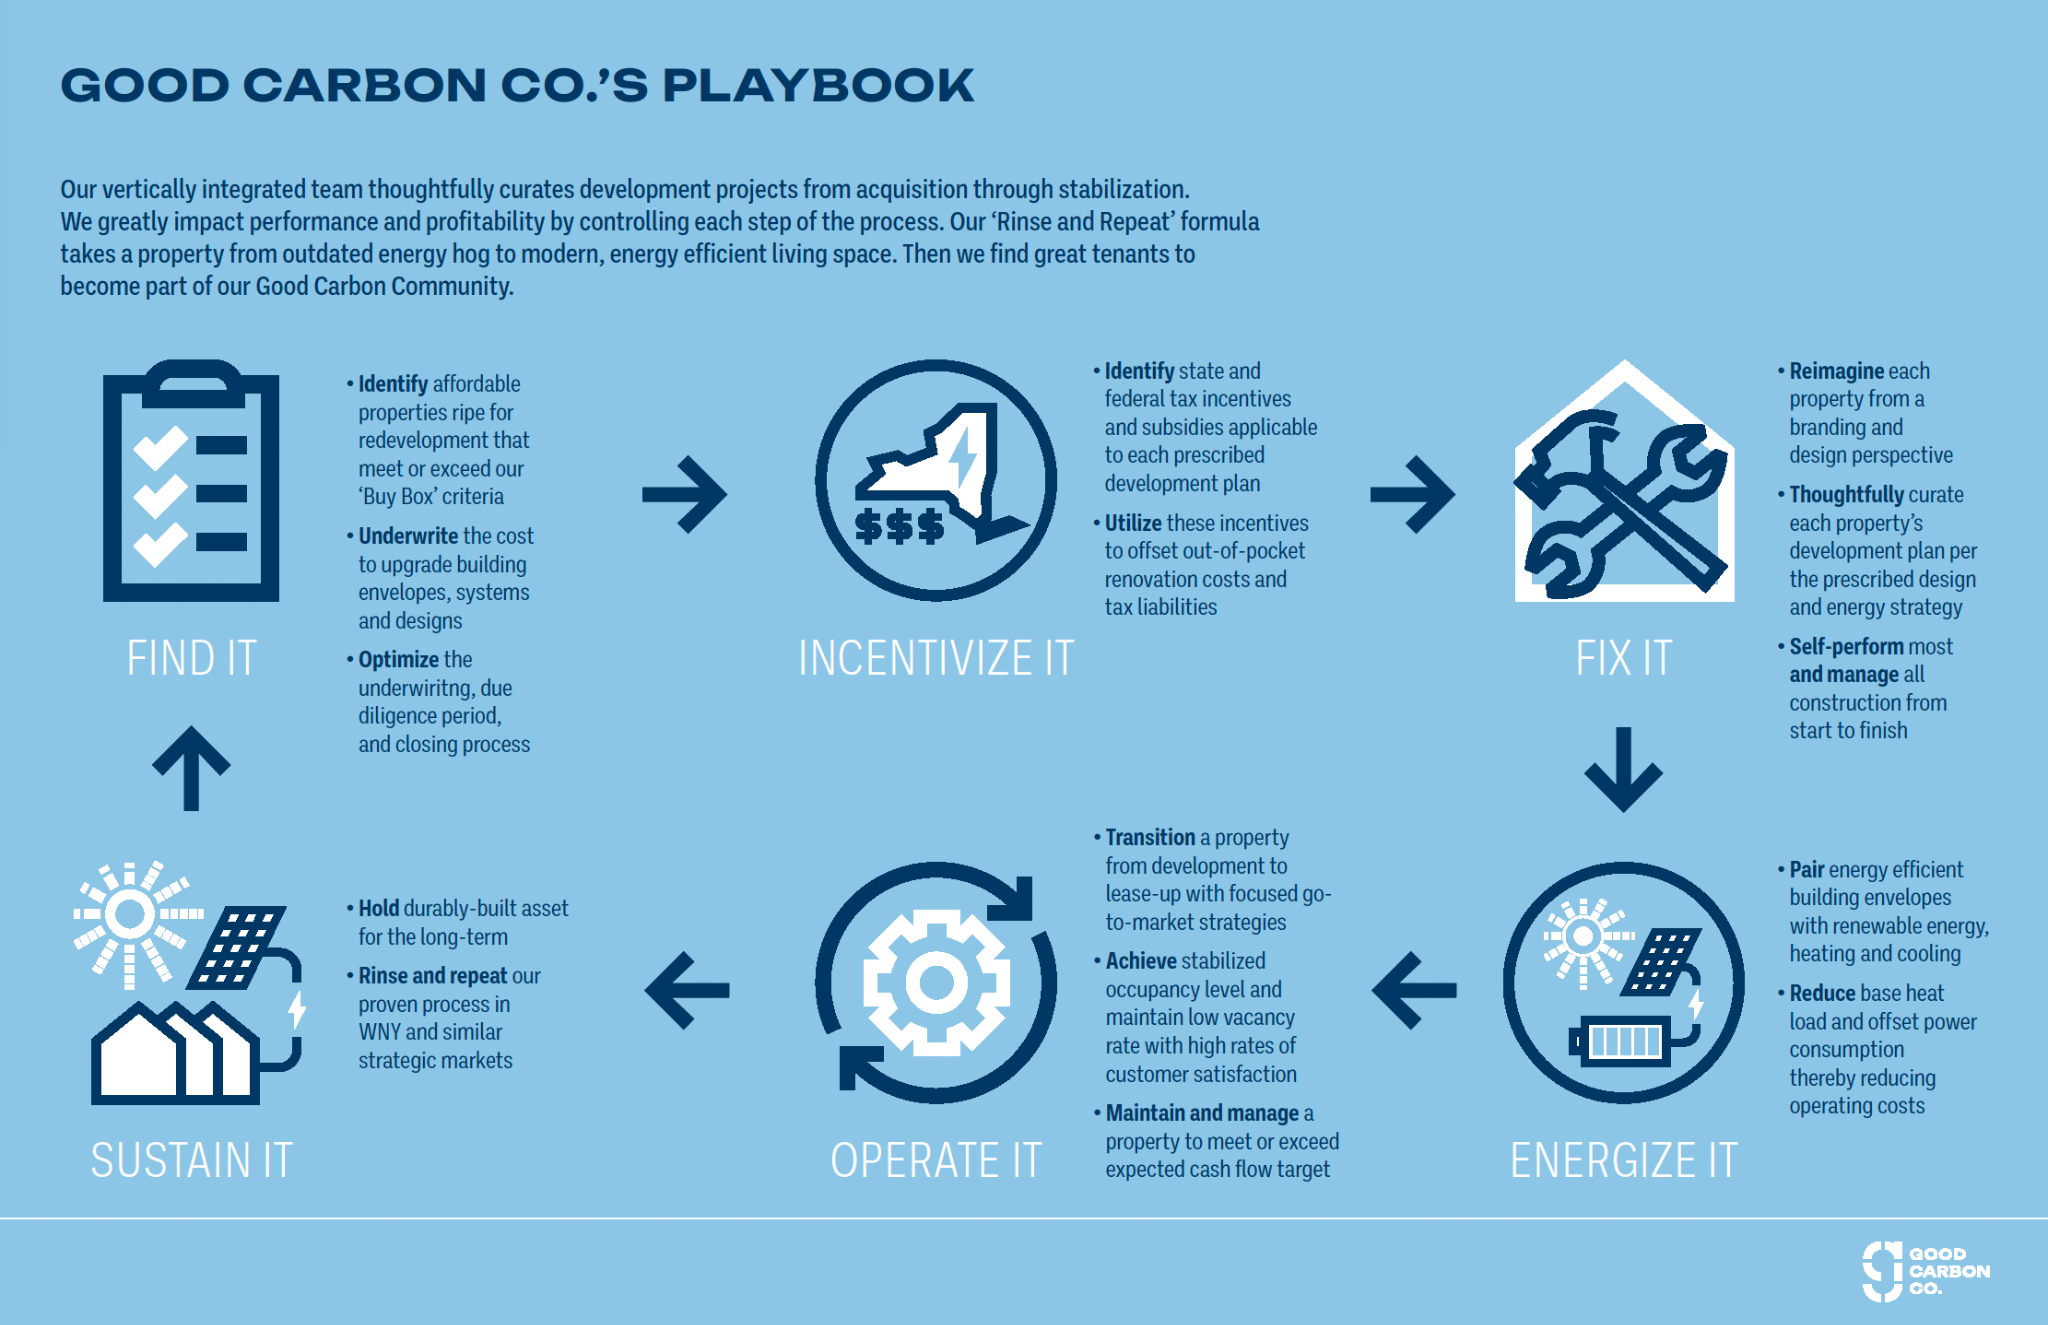 GOOD CARBON CO.'S PLAYBOOK
Our vertically integrated team thoughtfully curates development projects from acquisition through stabilization.
We greatly impact performance and profitability by controlling each step of the process. Our ‘Rinse and Repeat’ formula
takes a property from outdated energy hog to modern, energy efficient living space. Then we find great tenants to
become part of our Good Carbon Community.
FIND IT
• Identify affordable
properties ripe for
redevelopment that
meet or exceed our
‘Buy Box’ criteria
• Underwrite the cost
to upgrade building
envelopes, systems
and designs
• Optimize the
underwiritng, due
diligence period,
and closing process
$$$
INCENTIVIZE IT
• Identify state and
federal tax incentives
and subsidies applicable
to each prescribed
development plan
• Utilize these incentives
to offset out-of-pocket
renovation costs and
tax liabilities
FIX IT
• Reimagine each
property from a
branding and
design perspective
• Thoughtfully curate
each property’s
development plan per
the prescribed design
and energy strategy
• Self-perform most
and manage all
construction from
start to finish
ENERGIZE IT
• Pair energy efficient
building envelopes
with renewable energy,
heating and cooling
• Reduce base heat
load and offset power
consumption
thereby reducing
operating costs
OPERATE IT
• Transition a property
from development to
lease-up with focused go-
to-market strategies
• Achieve stabilized
occupancy level and
maintain low vacancy
rate with high rates of
customer satisfaction
• Maintain and manage a
property to meet or exceed
expected cash flow target
SUSTAIN IT
• Hold durably-built asset
for the long-term
• Rinse and repeat our
proven process in
WNY and similar
strategic markets
g
GOOD
CARBON
CO.